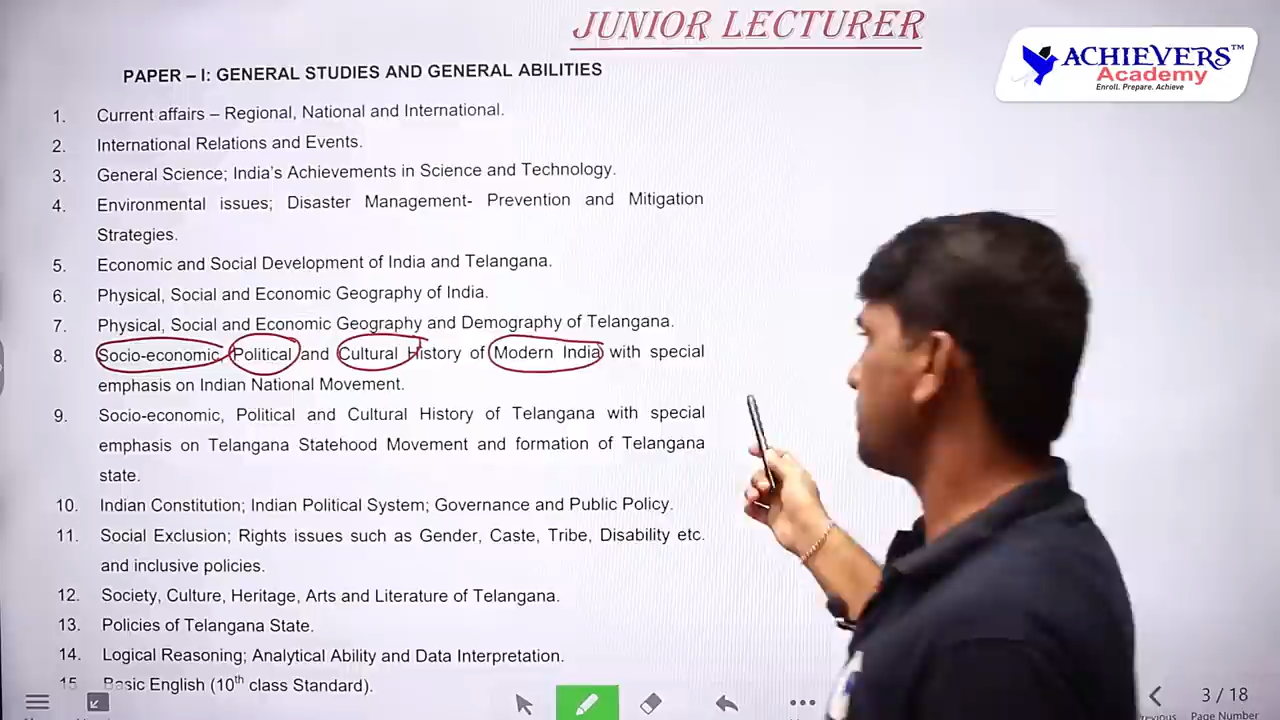 JUNIOR LECTURER
ACHIEVERS™
Academy
Enroll. Prepare. Achieve
PAPER – I: GENERAL STUDIES AND GENERAL ABILITIES
1. Current affairs – Regional, National and International.
2. International Relations and Events.
3. General Science; India's Achievements in Science and Technology.
4. Environmental issues; Disaster Management- Prevention and Mitigation
Strategies.
5. Economic and Social Development of India and Telangana.
6. Physical, Social and Economic Geography of India.
7. Physical, Social and Economic Geography and Demography of Telangana.
8. Socio-economic, Political and Cultural History of Modern India with special
emphasis on Indian National Movement.
9. Socio-economic, Political and Cultural History of Telangana with special
emphasis on Telangana Statehood Movement and formation of Telangana
state.
10. Indian Constitution; Indian Political System; Governance and Public Policy.
11. Social Exclusion; Rights issues such as Gender, Caste, Tribe, Disability etc.
and inclusive policies.
12. Society, Culture, Heritage, Arts and Literature of Telangana.
13. Policies of Telangana State.
14. Logical Reasoning; Analytical Ability and Data Interpretation.
15. Basic English (10th class Standard).
3 / 18
Page Number